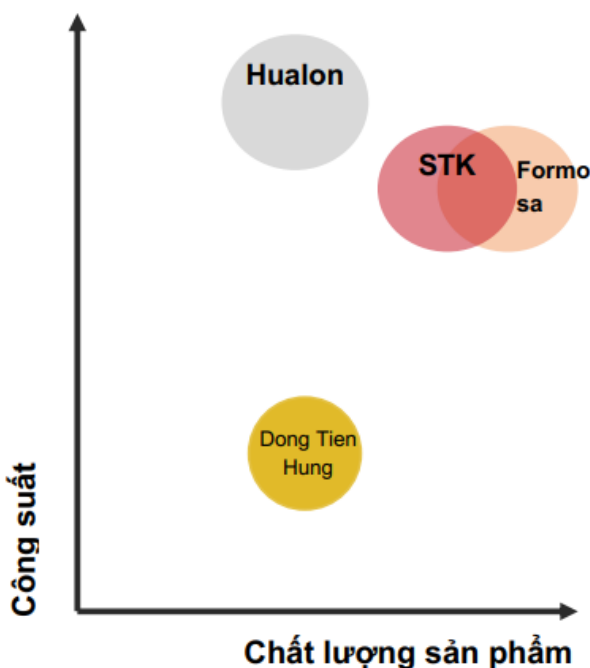 Hualon
STK
Formo
sa
Dong Tien
Hung
Công suất
Chất lượng sản phẩm